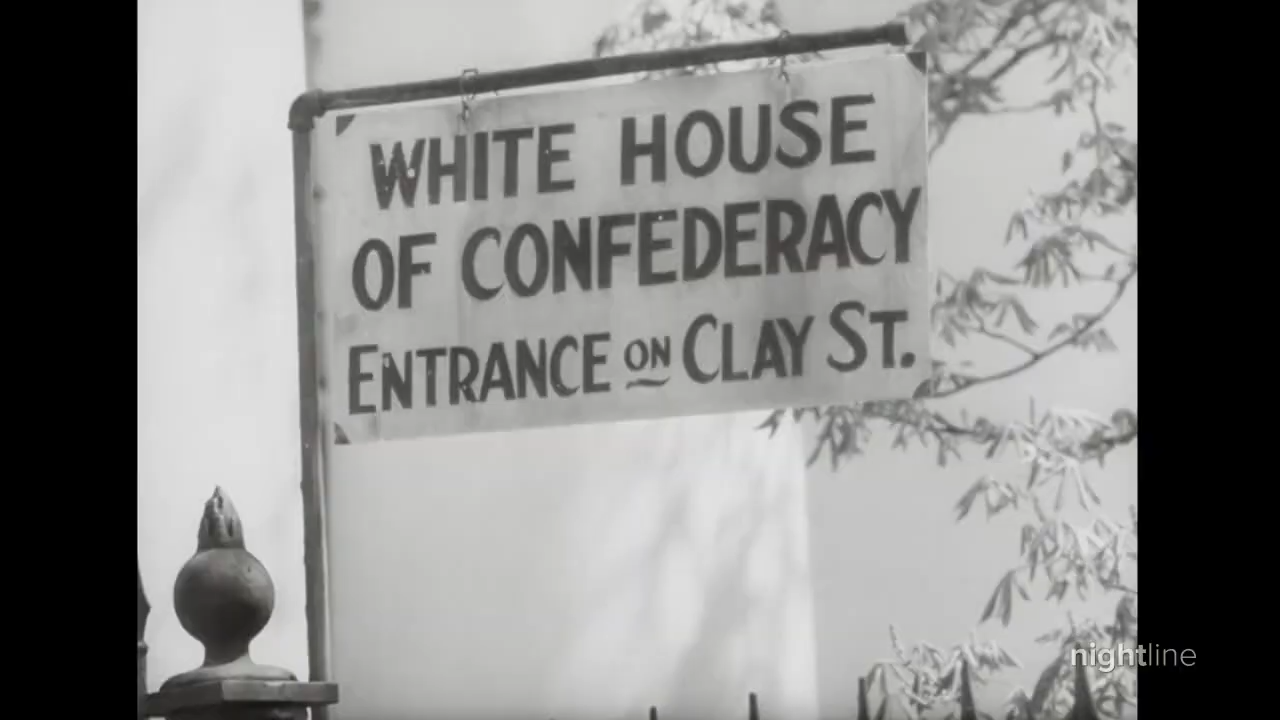 WHITE HOUSE
OF CONFEDERACY
ENTRANCE ON CLAY ST.
nightline